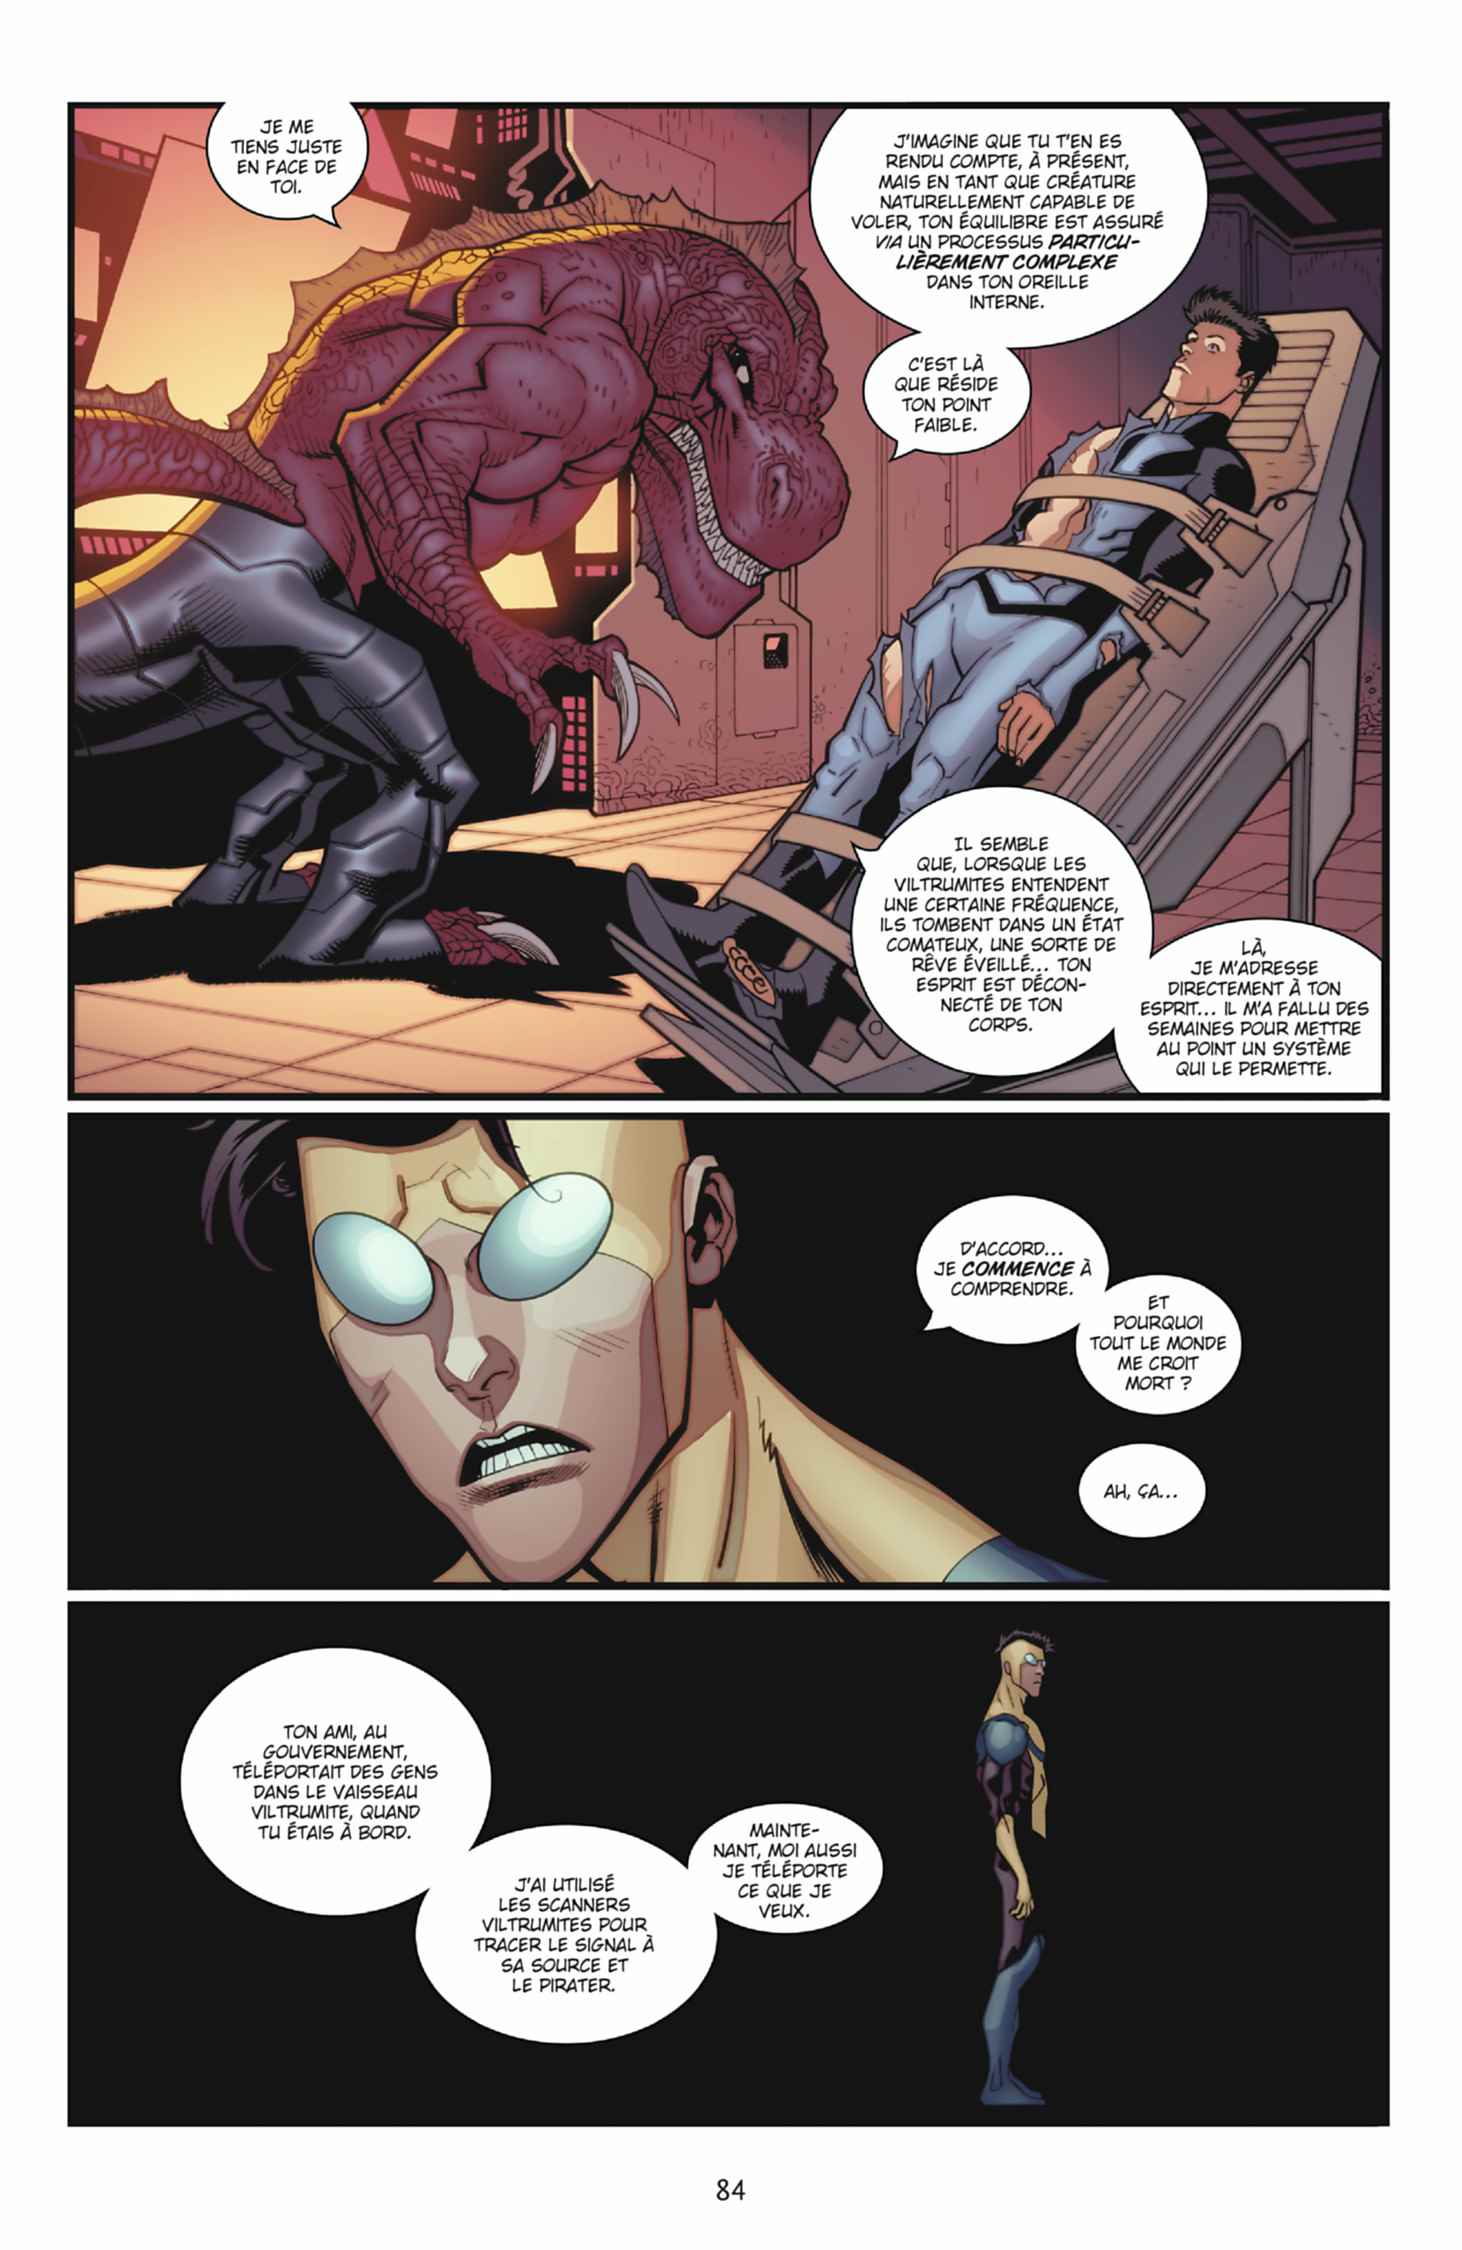 JE ME
TIENS JUSTE
EN FACE DE
TOI.
J'IMAGINE QUE TU T'EN ES
RENDU COMPTE, À PRÉSENT,
MAIS EN TANT QUE CRÉATURE
NATURELLEMENT CAPABLE DE
VOLER, TON ÉQUILIBRE EST ASSURÉ
VIA UN PROCESSUS PARTICU-
LIÈREMENT COMPLEXE
DANS TON OREILLE
INTERNE.
C'EST LÀ
QUE RÉSIDE
TON POINT
FAIBLE.
IL SEMBLE
QUE, LORSQUE LES
VILTRUMITES ENTENDENT
UNE CERTAINE FRÉQUENCE,
ILS TOMBENT DANS UN ÉTAT
COMATEUX, UNE SORTE DE
RÊVE ÉVEILLÉ... TON
ESPRIT EST DÉCON-
NECTÉ DE TON
CORPS.
LÀ,
JE M'ADRESSE
DIRECTEMENT À TON
ESPRIT... IL M'A FALLU DES
SEMAINES POUR METTRE
AU POINT UN SYSTÈME
QUI LE PERMETTE.
D'ACCORD...
JE COMMENCE À
COMPRENDRE.
ET
POURQUOI
TOUT LE MONDE
ME CROIT
MORT ?
AH, ÇA...
TON AMI, AU
GOUVERNEMENT,
TÉLÉPORTAIT DES GENS
DANS LE VAISSEAU
VILTRUMITE, QUAND
TU ÉTAIS À BORD.
J'AI UTILISÉ
LES SCANNERS
VILTRUMITES POUR
TRACER LE SIGNAL À
SA SOURCE ET
LE PIRATER.
MAINTE-
NANT, MOI AUSSI
JE TÉLÉPORTE
CE QUE JE
VEUX.
84